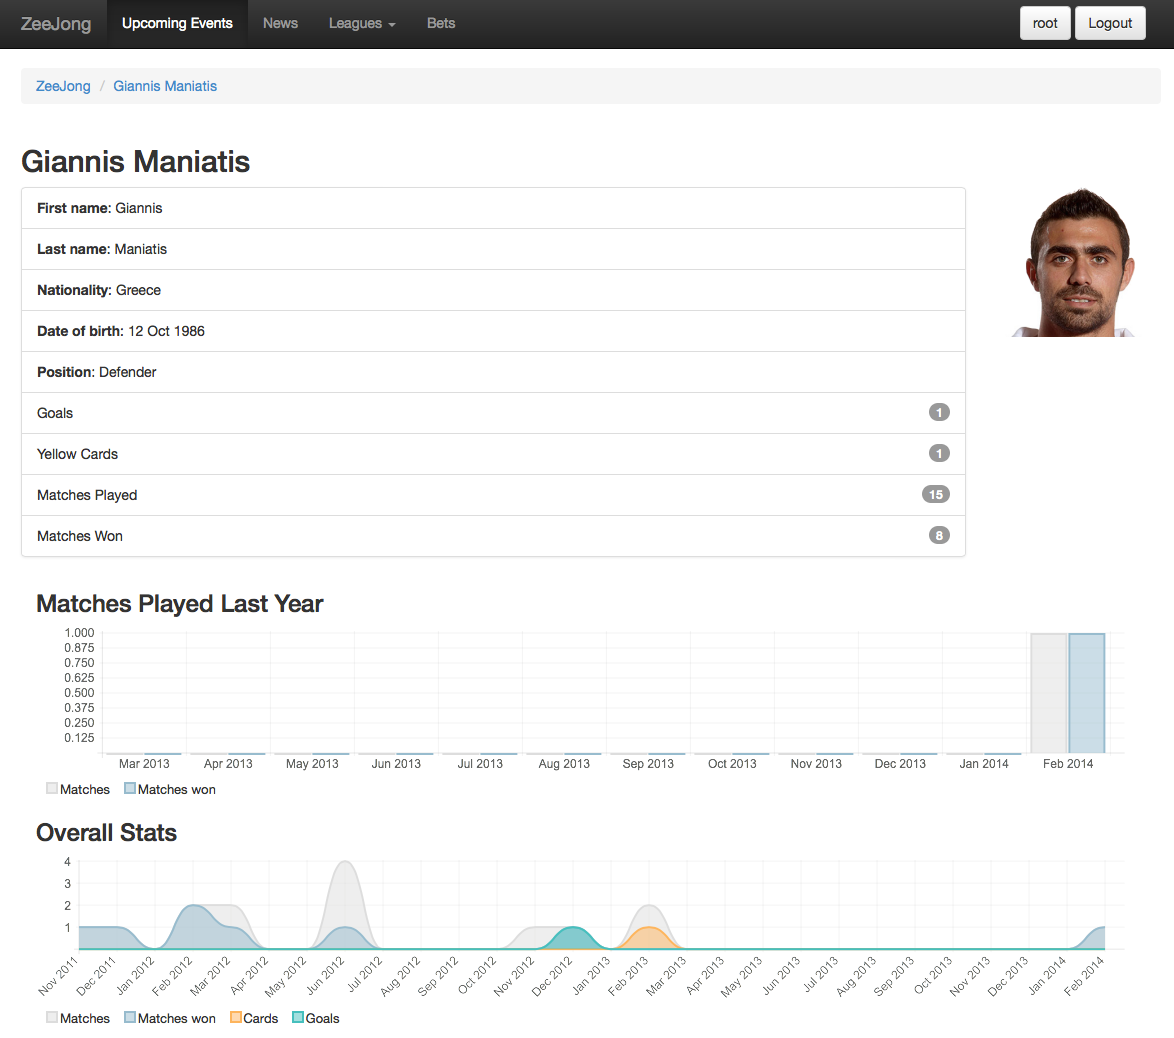 ZeeJong Upcoming Events News Leagues Bets root Logout
ZeeJong / Giannis Maniatis
Giannis Maniatis
First name: Giannis
Last name: Maniatis
Nationality: Greece
Date of birth: 12 Oct 1986
Position: Defender
Goals 1
Yellow Cards 1
Matches Played 15
Matches Won 8
Matches Played Last Year
1.000
0.875
0.750
0.625
0.500
0.375
0.250
0.125
Mar 2013 Apr 2013 May 2013 Jun 2013 Jul 2013 Aug 2013 Sep 2013 Oct 2013 Nov 2013 Dec 2013 Jan 2014 Feb 2014
Matches Matches won
Overall Stats
4
3
2
1
Nov 2011 Dec 2011 Jan 2012 Feb 2012 Mar 2012 Apr 2012 May 2012 Jun 2012 Jul 2012 Aug 2012 Sep 2012 Oct 2012 Nov 2012 Dec 2012 Jan 2013 Feb 2013 Mar 2013 Apr 2013 May 2013 Jun 2013 Jul 2013 Aug 2013 Sep 2013 Oct 2013 Nov 2013 Dec 2013 Jan 2014 Feb 2014
Matches Matches won Cards Goals